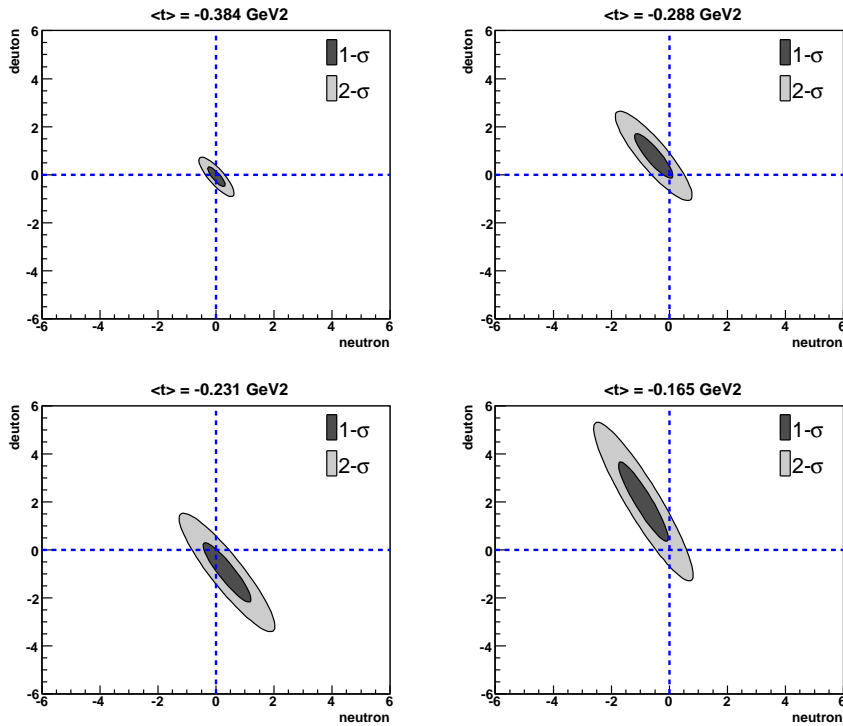 <t> = -0.384 GeV2
deuton
6
4
2
0
-2
-4
-6
-6 -4 -2 0 2 4 6
neutron
1-σ
2-σ
<t> = -0.288 GeV2
deuton
6
4
2
0
-2
-4
-6
-6 -4 -2 0 2 4 6
neutron
1-σ
2-σ
<t> = -0.231 GeV2
deuton
6
4
2
0
-2
-4
-6
-6 -4 -2 0 2 4 6
neutron
1-σ
2-σ
<t> = -0.165 GeV2
deuton
6
4
2
0
-2
-4
-6
-6 -4 -2 0 2 4 6
neutron
1-σ
2-σ